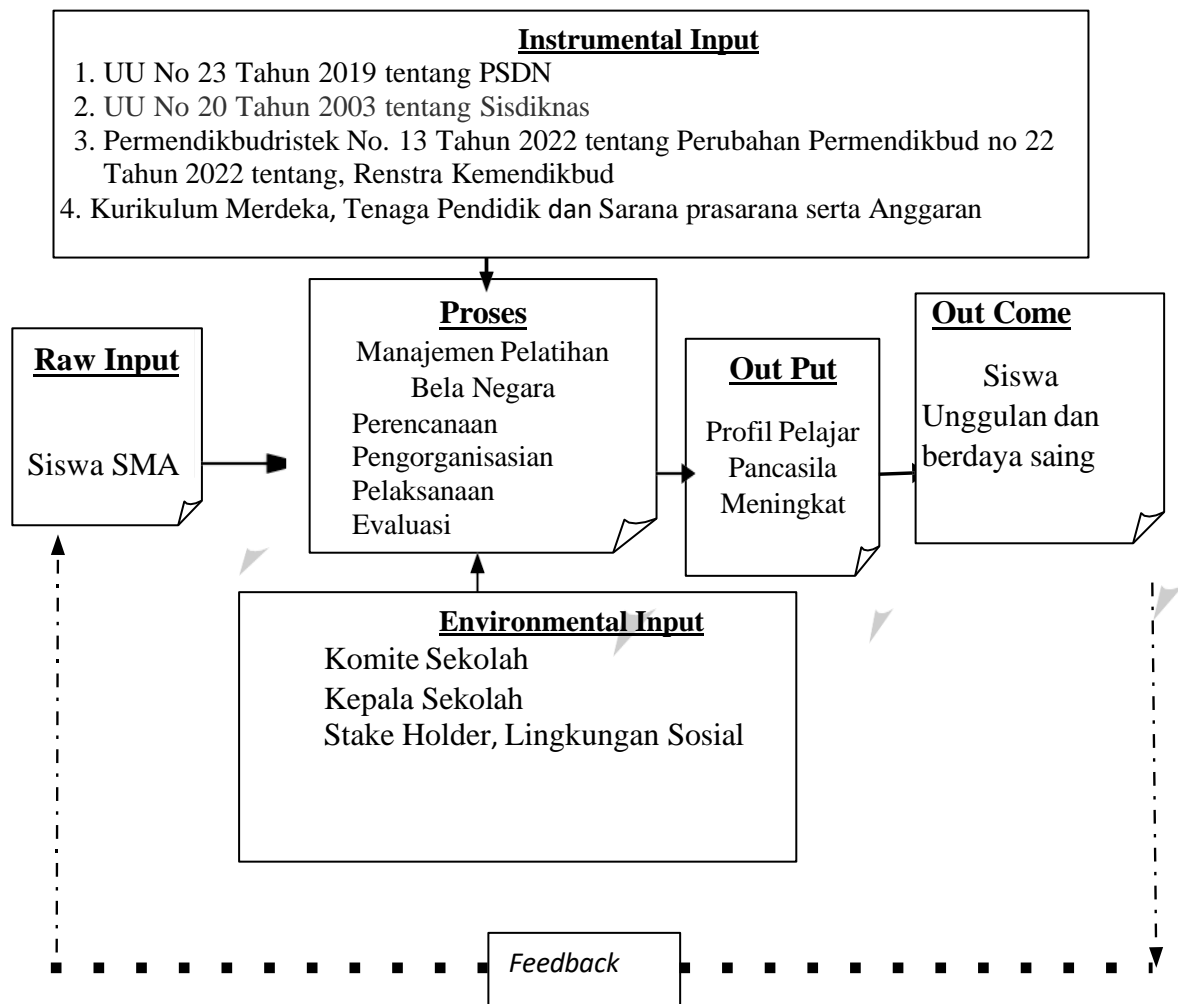 Instrumental Input
1. UU No 23 Tahun 2019 tentang PSDN
2. UU No 20 Tahun 2003 tentang Sisdiknas
3. Permendikbudristek No. 13 Tahun 2022 tentang Perubahan Permendikbud no 22
Tahun 2022 tentang, Renstra Kemendikbud
4. Kurikulum Merdeka, Tenaga Pendidik dan Sarana prasarana serta Anggaran
Raw Input
Siswa SMA
Proses
Manajemen Pelatihan
Bela Negara
Perencanaan
Pengorganisasian
Pelaksanaan
Evaluasi
Out Put
Profil Pelajar
Pancasila
Meningkat
Out Come
Siswa
Unggulan dan
berdaya saing
Environmental Input
Komite Sekolah
Kepala Sekolah
Stake Holder, Lingkungan Sosial
Feedback